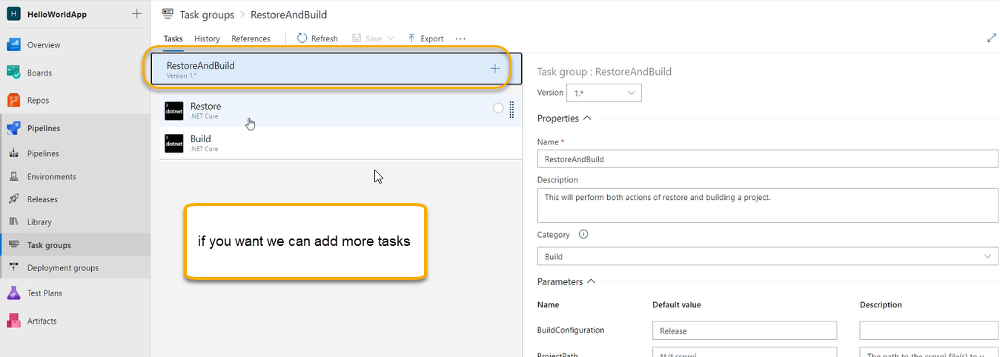 H HelloWorldApp
Overview
Boards
Repos
Pipelines
Pipelines
Environments
Releases
Library
Task groups
Deployment groups
Test Plans
Artifacts
Task groups > RestoreAndBuild
Tasks History References Refresh Save Export ...
RestoreAndBuild
Version 1.*
dotnet Restore
.NET Core
dotnet Build
.NET Core
if you want we can add more tasks
Task group : RestoreAndBuild
Version 1.*
Properties
Name *
RestoreAndBuild
Description
This will perform both actions of restore and building a project.
Category
Build
Parameters
Name Default value Description
BuildConfiguration Release
ProjectPath **/*.csproj The path to the csproj file(s) to